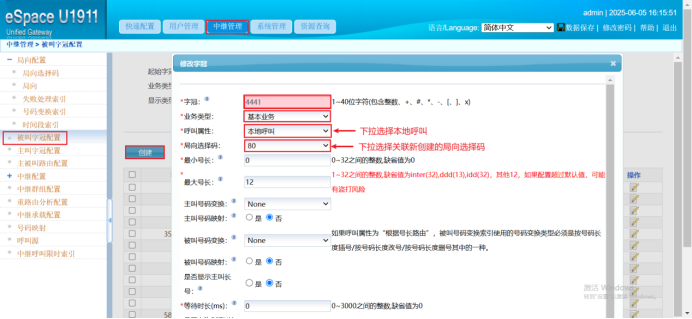 eSpace U1911
Unified Gateway
快速配置 用户管理 中继管理 系统管理 资源查询
admin | 2025-06-05 16:15:51
语言/Language: 简体中文 数据保存 | 修改密码 | 帮助 | 退出
中继管理 > 被叫字冠配置
局向配置
局向选择码
局向
失败处理索引
号码变换索引
时间段索引
被叫字冠配置
主叫字冠配置
主被叫路由配置
中继配置
中继群组配置
重路由分析配置
中继承载配置
号码映射
呼叫源
中继呼叫限时索引
起始字
业务类
显示类
创建
35
58
操作
修改字冠
*字冠: 4441 1~40位字符(包含整数、+、#、*、-、[、]、x)
*业务类型: 基本业务
*呼叫属性: 本地呼叫 下拉选择本地呼叫
*局向选择码: 80 下拉选择关联新创建的局向选择码
*最小号长: 0 0~32之间的整数,缺省值为0
*最大号长: 12 1~32之间的整数,缺省值为inter(32),ddd(13),idd(32)，其他12，如果配置超过默认值，可能有盗打风险
主叫号码变换: None
主叫号码映射: 是 否
被叫号码变换: None 如果呼叫属性为“根据号长路由”，被叫号码变换索引使用的号码变换类型必须是按号码长度插号/按号码长度改号/按号码长度删号其中的一种。
被叫号码映射: 是 否
是否显示主叫长号: 是 否
*等待时长(ms): 0 0~3000之间的整数,缺省值为0
激活 Windows